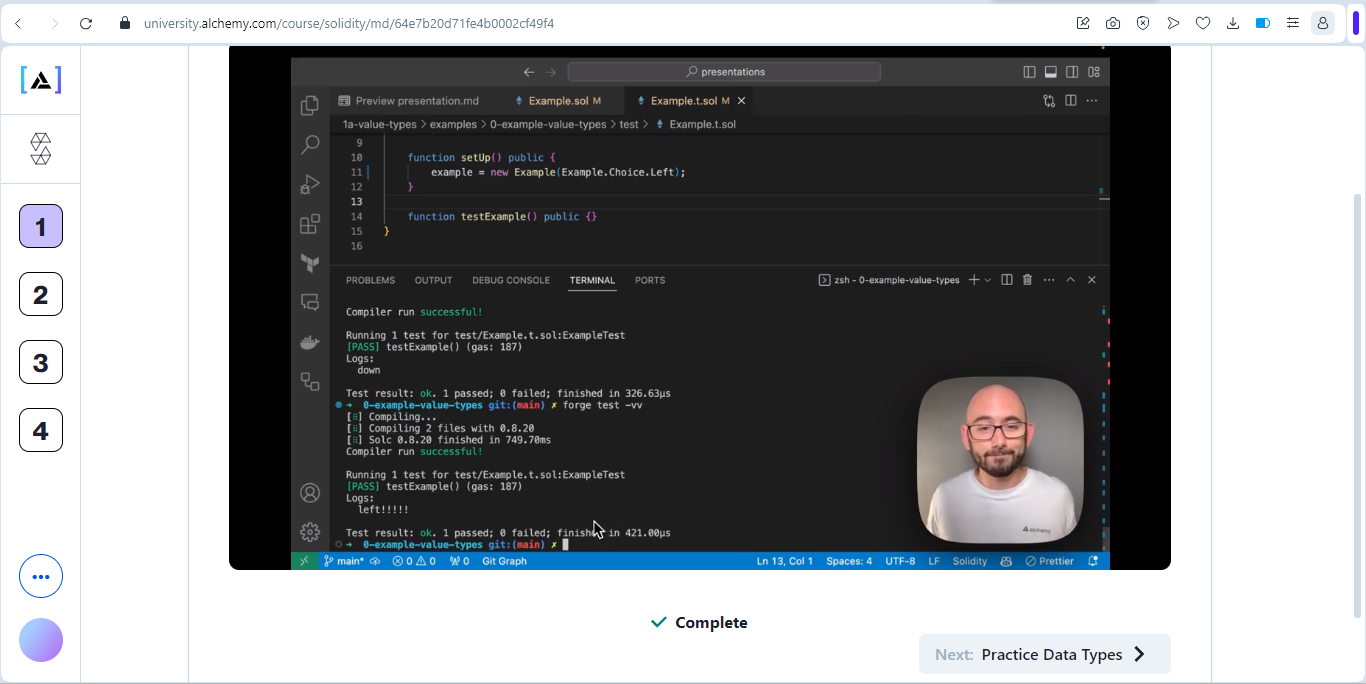 university.alchemy.com/course/solidity/md/64e7b20d71fe4b0002cf49f4
presentations
Preview presentation.md
Example.sol M
Example.t.sol M
1a-value-types > examples > 0-example-value-types > test > Example.t.sol
9
10 function setUp() public {
11 example = new Example(Example.Choice.Left);
12 }
13
14 function testExample() public {}
15 }
16
PROBLEMS OUTPUT DEBUG CONSOLE TERMINAL PORTS
zsh - 0-example-value-types
Compiler run successful!
Running 1 test for test/Example.t.sol:ExampleTest
[PASS] testExample() (gas: 187)
Logs:
down
Test result: ok. 1 passed; 0 failed; finished in 326.63µs
0-example-value-types git:(main) ✗ forge test -vv
[⠃] Compiling...
[⠃] Compiling 2 files with 0.8.20
[⠃] Solc 0.8.20 finished in 749.70ms
Compiler run successful!
Running 1 test for test/Example.t.sol:ExampleTest
[PASS] testExample() (gas: 187)
Logs:
left!!!!!
Test result: ok. 1 passed; 0 failed; finished in 421.00µs
0-example-value-types git:(main) ✗
alchemy
main* 0 0 0 Git Graph
Ln 13, Col 1 Spaces: 4 UTF-8 LF Solidity Prettier
1
2
3
4
Complete
Next: Practice Data Types